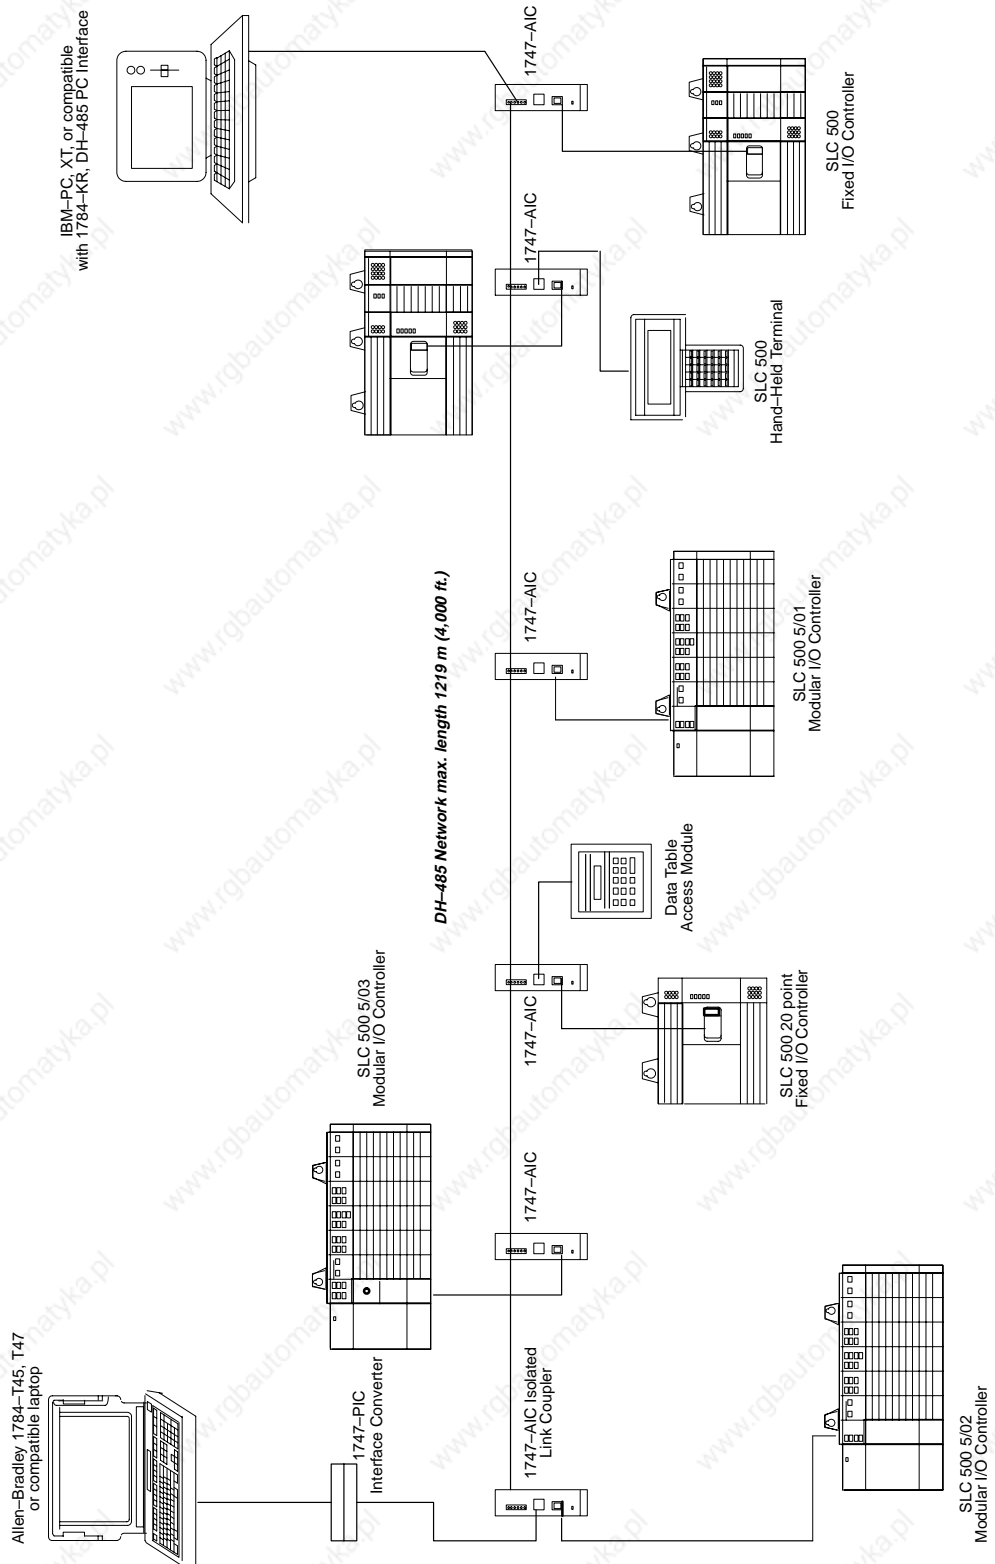 Allen–Bradley 1784–T45, T47
or compatible laptop
1747–PIC
Interface Converter
1747–AIC Isolated
Link Coupler
SLC 500 5/02
Modular I/O Controller
SLC 500 5/03
Modular I/O Controller
1747–AIC
1747–AIC
SLC 500 20 point
Fixed I/O Controller
Data Table
Access Module
DH–485 Network max. length 1219 m (4,000 ft.)
1747–AIC
SLC 500 5/01
Modular I/O Controller
1747–AIC
SLC 500
Hand–Held Terminal
IBM–PC, XT, or compatible
with 1784–KR, DH–485 PC Interface
1747–AIC
SLC 500
Fixed I/O Controller
www.rgbautomatyka.pl